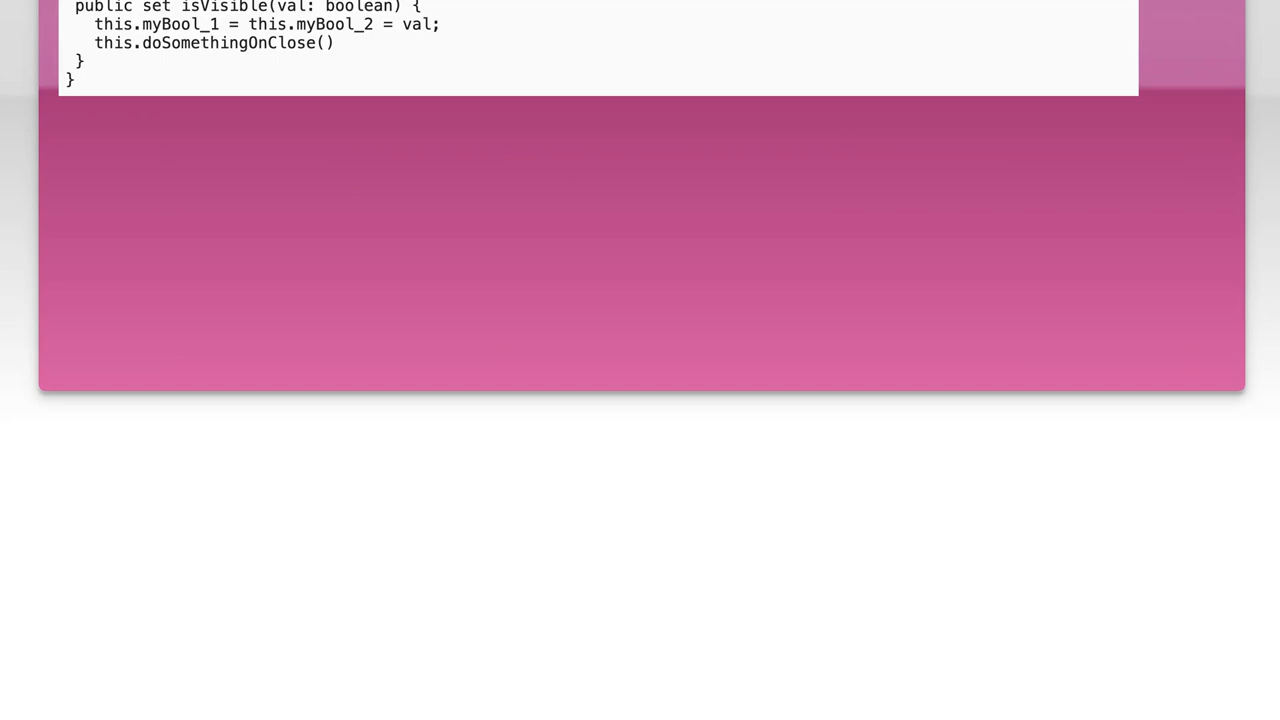 public set isVisible(val: boolean) {
this.myBool_1 = this.myBool_2 = val;
this.doSomethingOnClose()
}
}